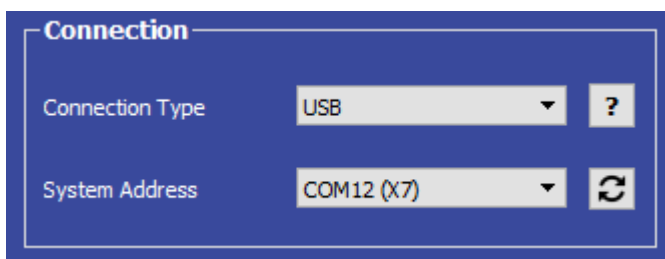 Connection
Connection Type USB ?
System Address COM12 (X7)